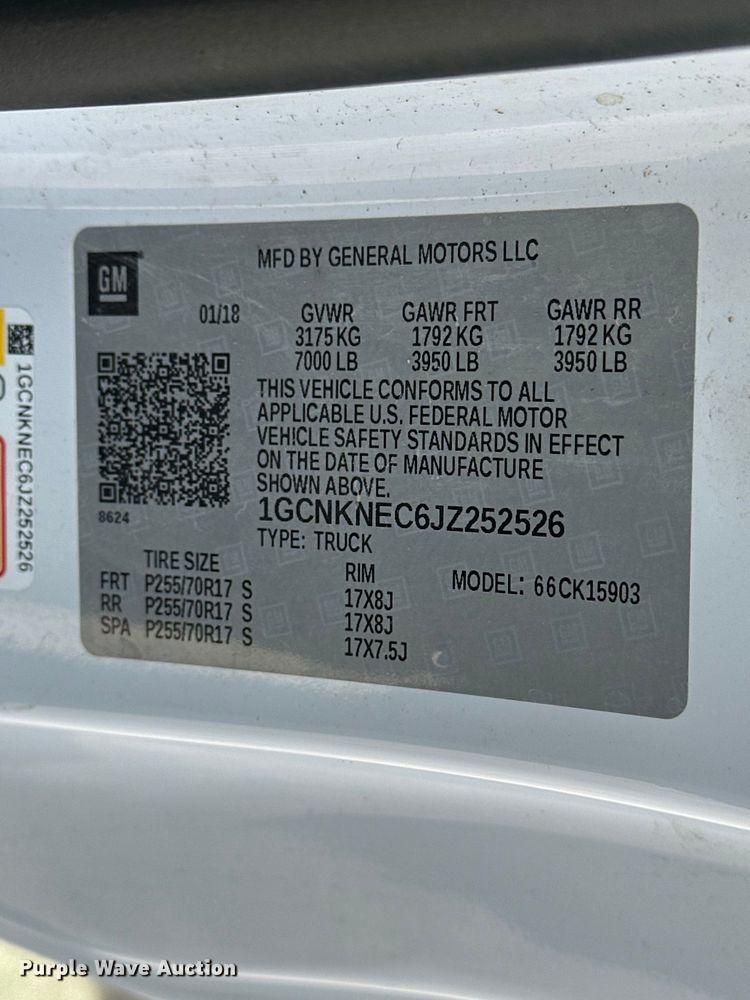 MFD BY GENERAL MOTORS LLC
GM
01/18
GVWR GAWR FRT GAWR RR
3175 KG 1792 KG 1792 KG
7000 LB 3950 LB 3950 LB
THIS VEHICLE CONFORMS TO ALL
APPLICABLE U.S. FEDERAL MOTOR
VEHICLE SAFETY STANDARDS IN EFFECT
ON THE DATE OF MANUFACTURE
SHOWN ABOVE.
8624
1GCNKNEC6JZ252526
TYPE: TRUCK
TIRE SIZE RIM MODEL: 66CK15903
FRT P255/70R17 S 17X8J
RR P255/70R17 S 17X8J
SPA P255/70R17 S 17X7.5J
1GCNKNEC6JZ252526
Purple Wave Auction